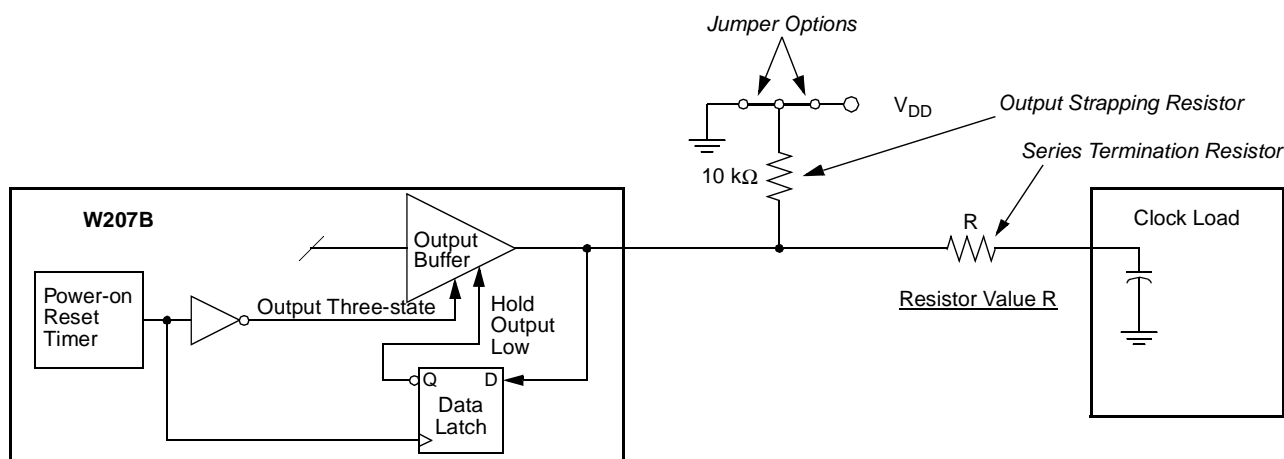 Jumper Options
V_DD
Output Strapping Resistor
Series Termination Resistor
10 kΩ
W207B
Output
Buffer
R
Clock Load
Power-on
Reset
Timer
Output Three-state
Hold
Output
Low
Resistor Value R
Q
D
Data
Latch